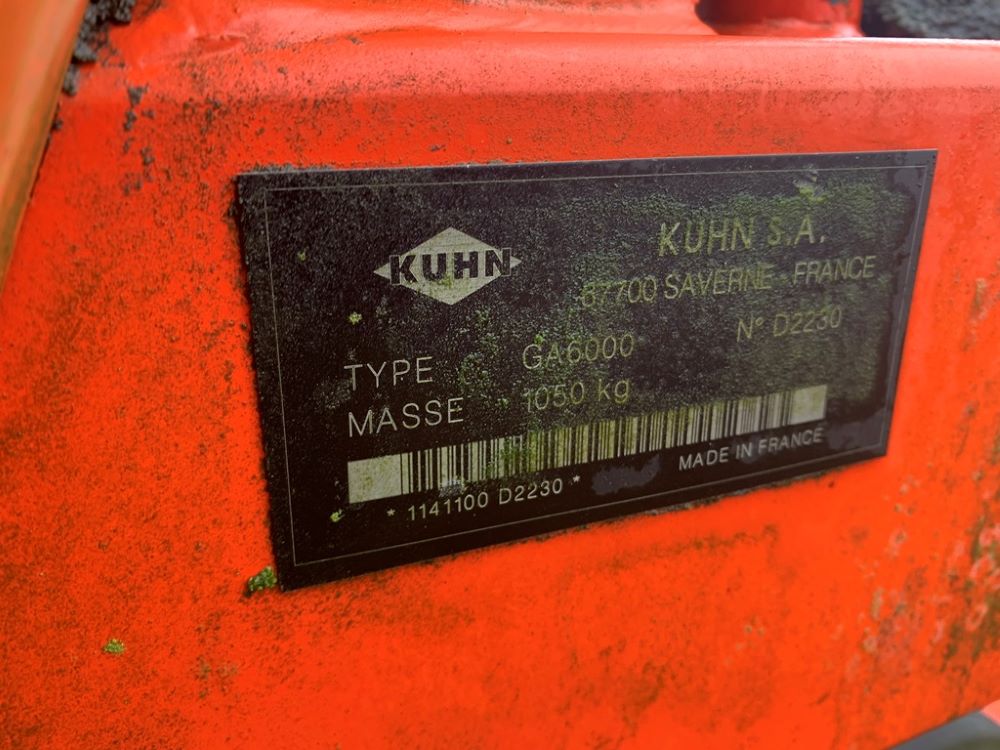 KUHN
KUHN S.A.
67700 SAVERNE - FRANCE
N° D2230
TYPE GA6000
MASSE 1050 kg
* 1141100 D2230 *
MADE IN FRANCE